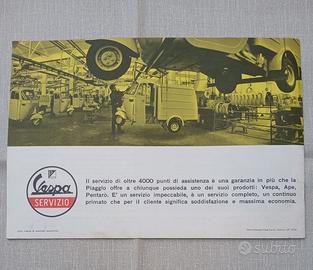 Vespa
SERVIZIO
Il servizio di oltre 4000 punti di assistenza è una garanzia in più che la
Piaggio offre a chiunque possieda uno dei suoi prodotti: Vespa, Ape,
Pentarò. E' un servizio impeccabile, è un servizio completo, un continuo
primato che per il cliente significa soddisfazione e massima economia.
subito